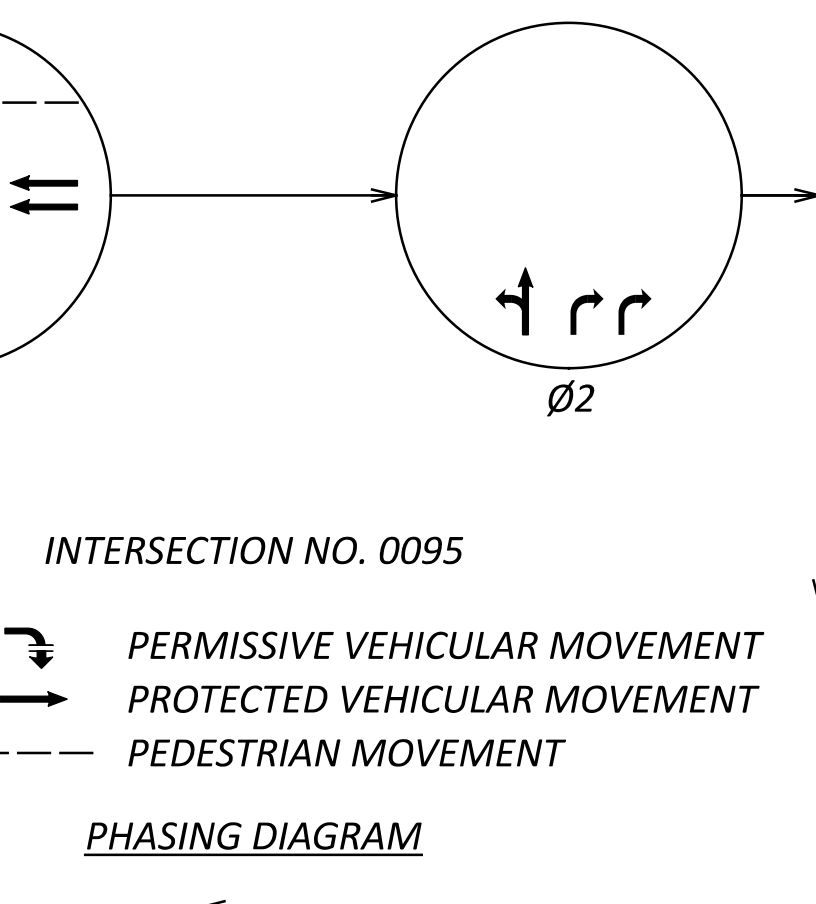 Ø2
INTERSECTION NO. 0095
PERMISSIVE VEHICULAR MOVEMENT
PROTECTED VEHICULAR MOVEMENT
PEDESTRIAN MOVEMENT
PHASING DIAGRAM